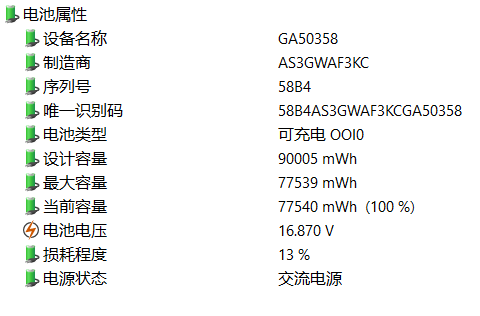 电池属性
设备名称 GA50358
制造商 AS3GWAF3KC
序列号 58B4
唯一识别码 58B4AS3GWAF3KCGA50358
电池类型 可充电 OOI0
设计容量 90005 mWh
最大容量 77539 mWh
当前容量 77540 mWh  (100 %)
电池电压 16.870 V
损耗程度 13 %
电源状态 交流电源